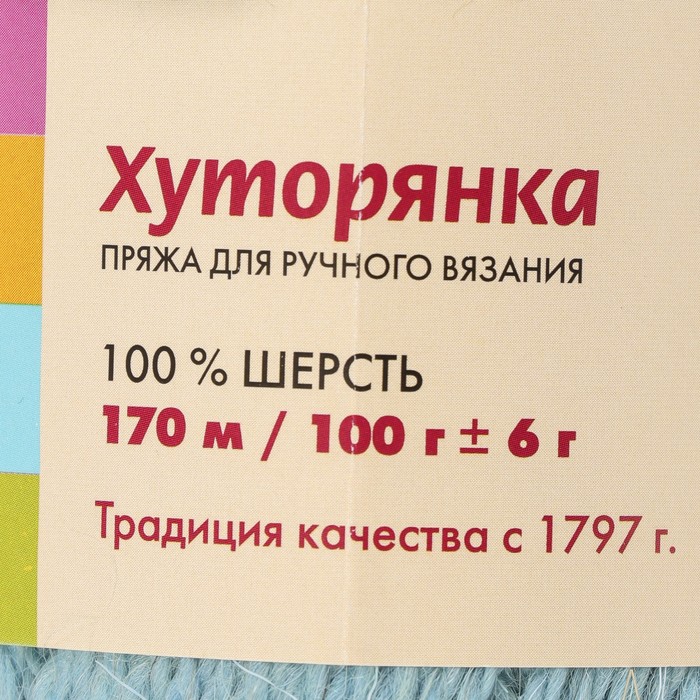 Хуторянка
ПРЯЖА ДЛЯ РУЧНОГО ВЯЗАНИЯ
100 % ШЕРСТЬ
170 м / 100 г ± 6 г
Традиция качества с 1797 г.